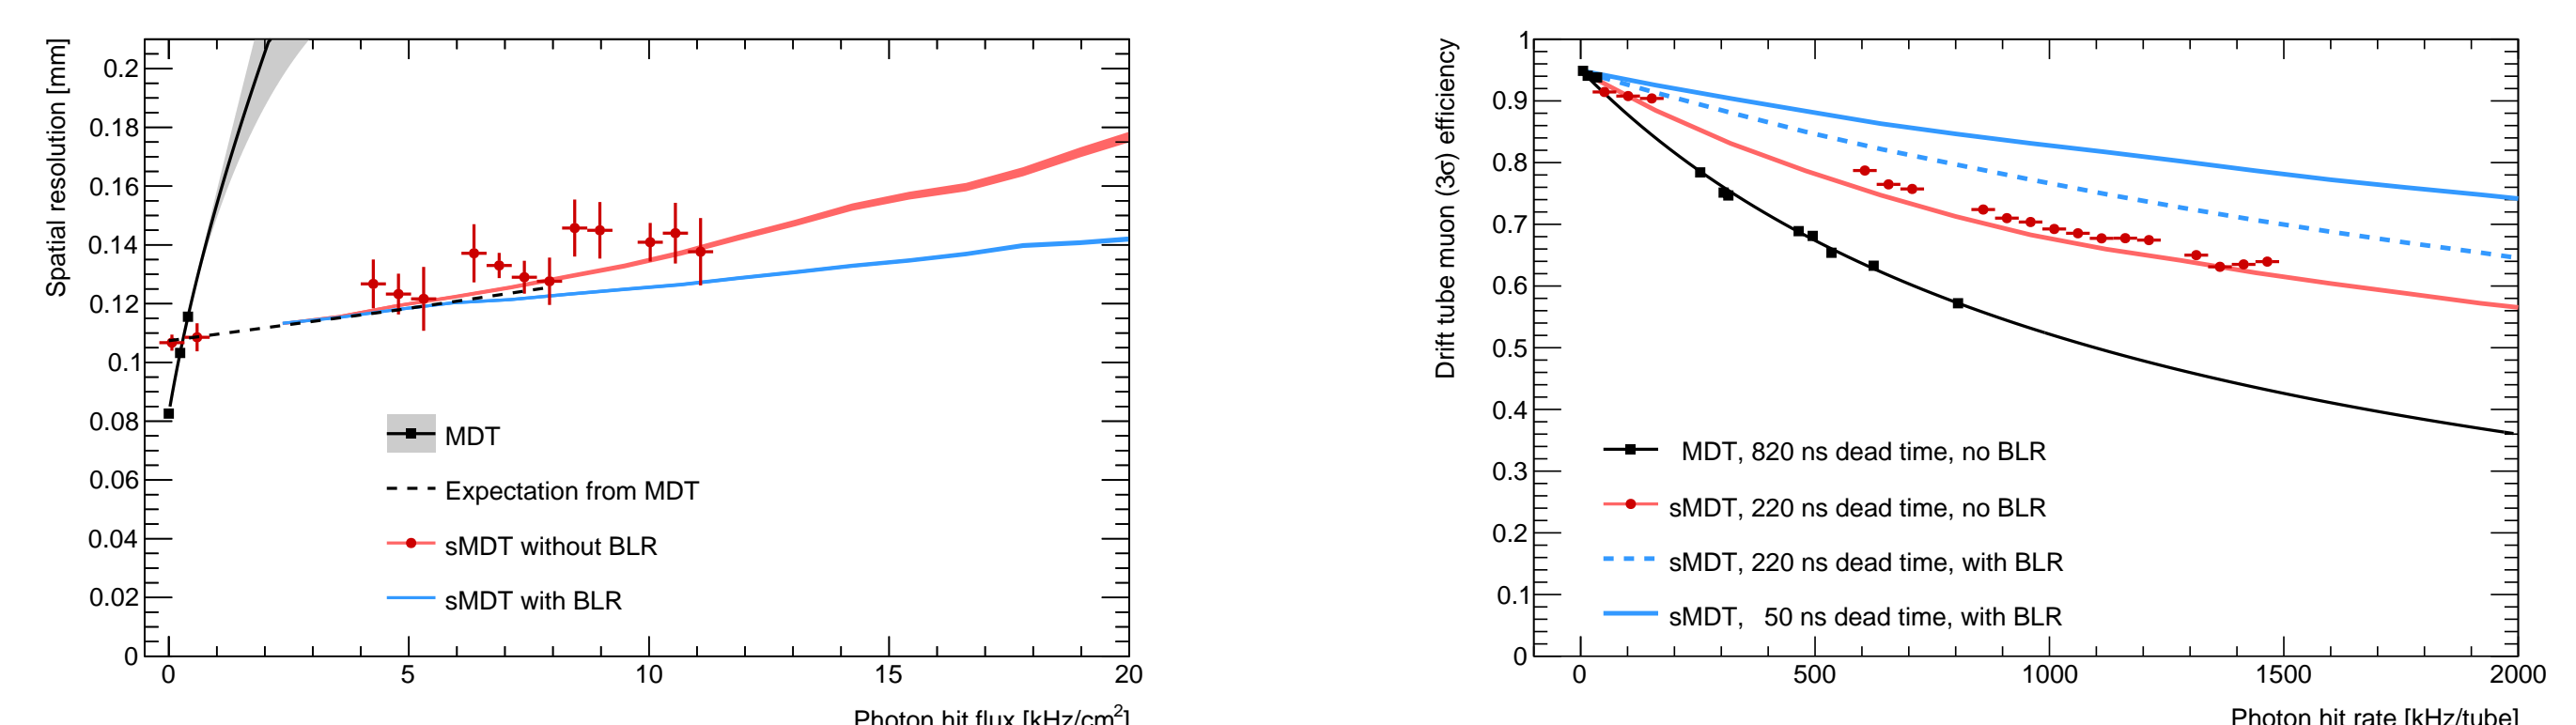 Spatial resolution [mm]
0.2
0.18
0.16
0.14
0.12
0.1
0.08
0.06
0.04
0.02
0
MDT
Expectation from MDT
sMDT without BLR
sMDT with BLR
0 5 10 15 20
Photon hit flux [kHz/cm²]
Drift tube muon (3σ) efficiency
1
0.9
0.8
0.7
0.6
0.5
0.4
0.3
0.2
0.1
0
MDT, 820 ns dead time, no BLR
sMDT, 220 ns dead time, no BLR
sMDT, 220 ns dead time, with BLR
sMDT, 50 ns dead time, with BLR
0 500 1000 1500 2000
Photon hit rate [kHz/tube]